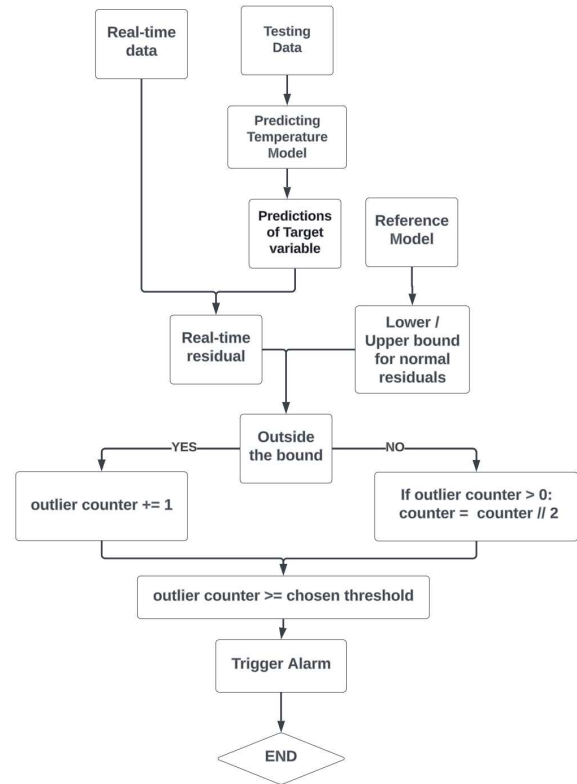 Real-time
data
Testing
Data
Predicting
Temperature
Model
Predictions
of Target
variable
Reference
Model
Real-time
residual
Lower /
Upper bound
for normal
residuals
Outside
the bound
YES
NO
outlier counter += 1
If outlier counter > 0:
counter = counter // 2
outlier counter >= chosen threshold
Trigger Alarm
END